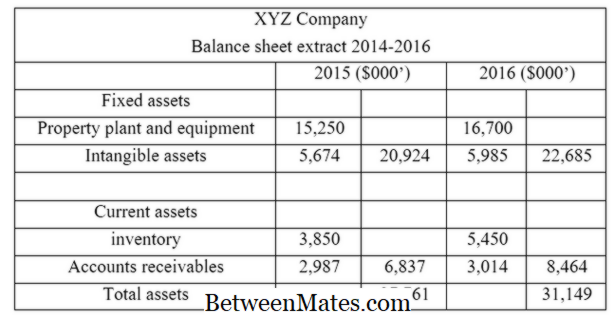 XYZ Company
Balance sheet extract 2014-2016
2015 ($000’) 2016 ($000’)
Fixed assets
Property plant and equipment 15,250 16,700
Intangible assets 5,674 20,924 5,985 22,685
Current assets
inventory 3,850 5,450
Accounts receivables 2,987 6,837 3,014 8,464
Total assets 61 31,149
BetweenMates.com